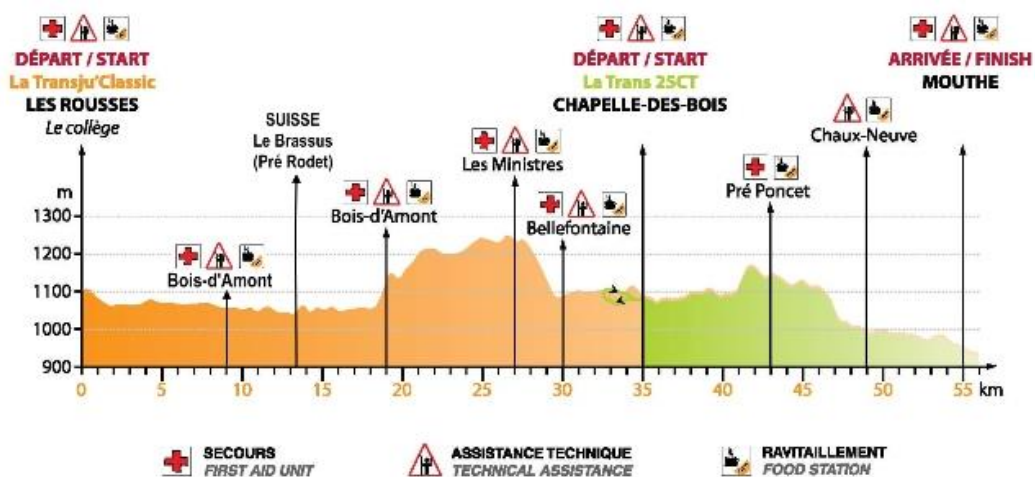 DÉPART / START
La Transju'Classic
LES ROUSSES
Le collège
DÉPART / START
La Trans 25CT
CHAPELLE-DES-BOIS
ARRIVÉE / FINISH
MOUTHE
SUISSE
Le Brassus
(Pré Rodet)
Bois-d'Amont
Bois-d'Amont
Les Ministres
Bellefontaine
Pré Poncet
Chaux-Neuve
m
1300
1200
1100
1000
900
0 5 10 15 20 25 30 35 40 45 50 55 km
SECOURS
FIRST AID UNIT
ASSISTANCE TECHNIQUE
TECHNICAL ASSISTANCE
RAVITAILLEMENT
FOOD STATION